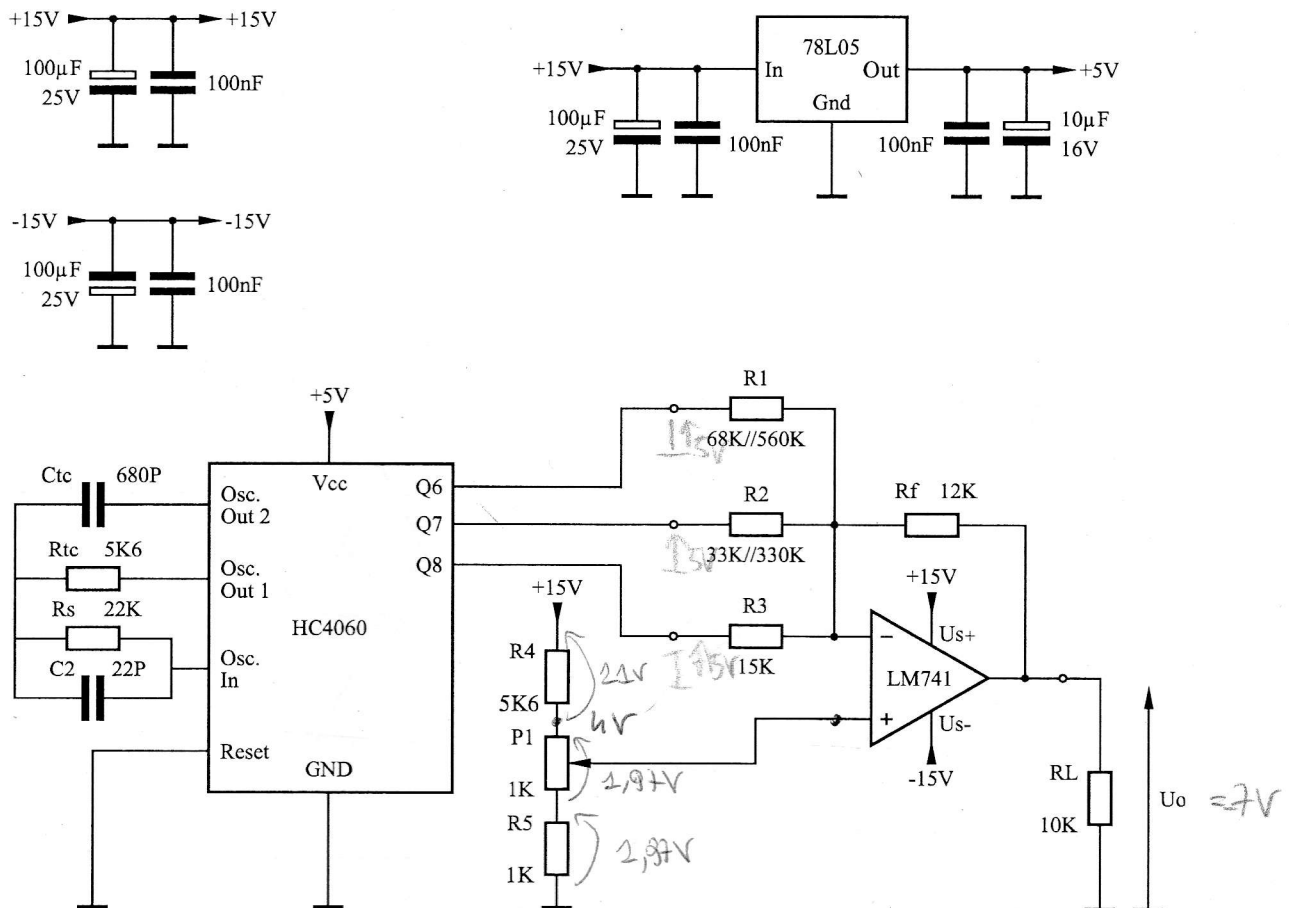 +15V +15V
100µF
25V
100nF
-15V -15V
100µF
25V
100nF
78L05
+15V In Out +5V
Gnd
100µF
25V
100nF
100nF
10µF
16V
+5V
Vcc
Ctc 680P
Osc.
Out 2
Rtc 5K6
Osc.
Out 1
Rs 22K
C2 22P
Osc.
In
Reset
HC4060
GND
Q6
Q7
Q8
R1
68K//560K
5V
R2
33K//330K
5V
R3
15K
5V
Rf 12K
+15V
R4
5K6
11V
4V
P1
1K
1,97V
R5
1K
1,97V
+15V
Us+
−
LM741
+
Us-
-15V
RL
10K
Uo =7V